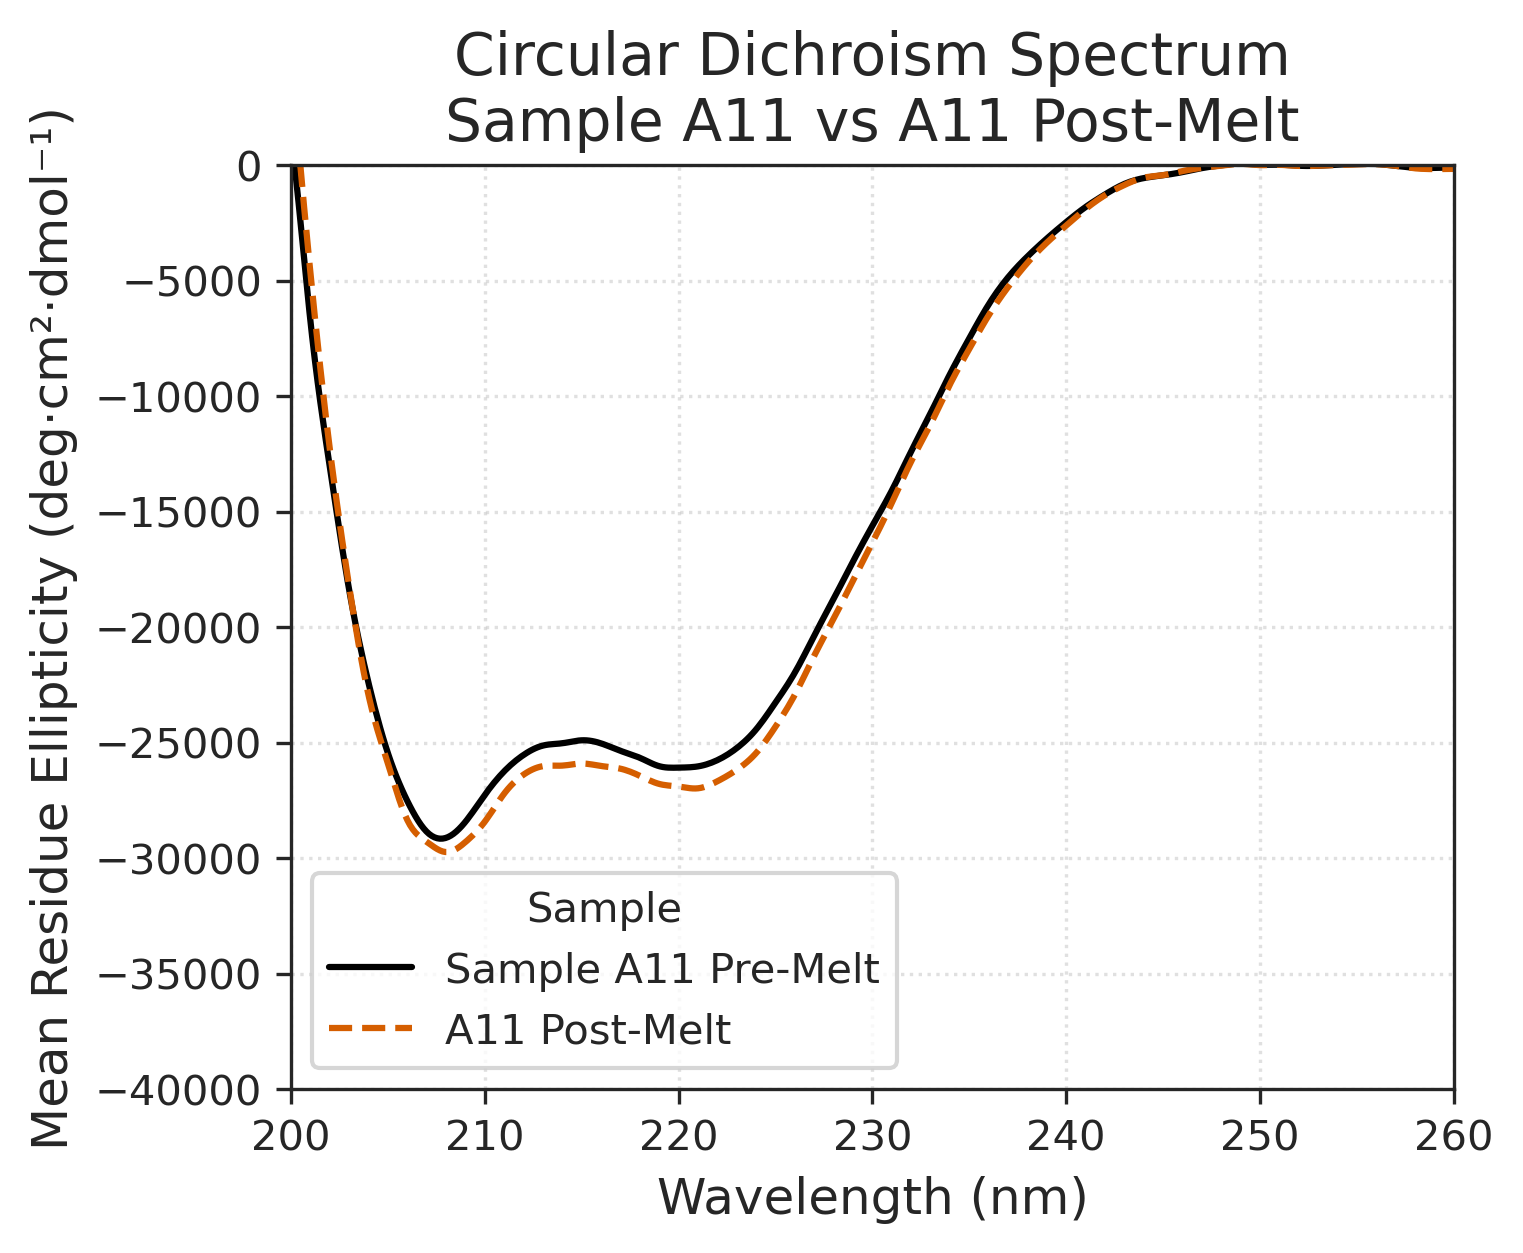 Circular Dichroism Spectrum
Sample A11 vs A11 Post-Melt
Mean Residue Ellipticity (deg·cm²·dmol⁻¹)
0
−5000
−10000
−15000
−20000
−25000
−30000
−35000
−40000
Sample
Sample A11 Pre-Melt
A11 Post-Melt
200 210 220 230 240 250 260
Wavelength (nm)